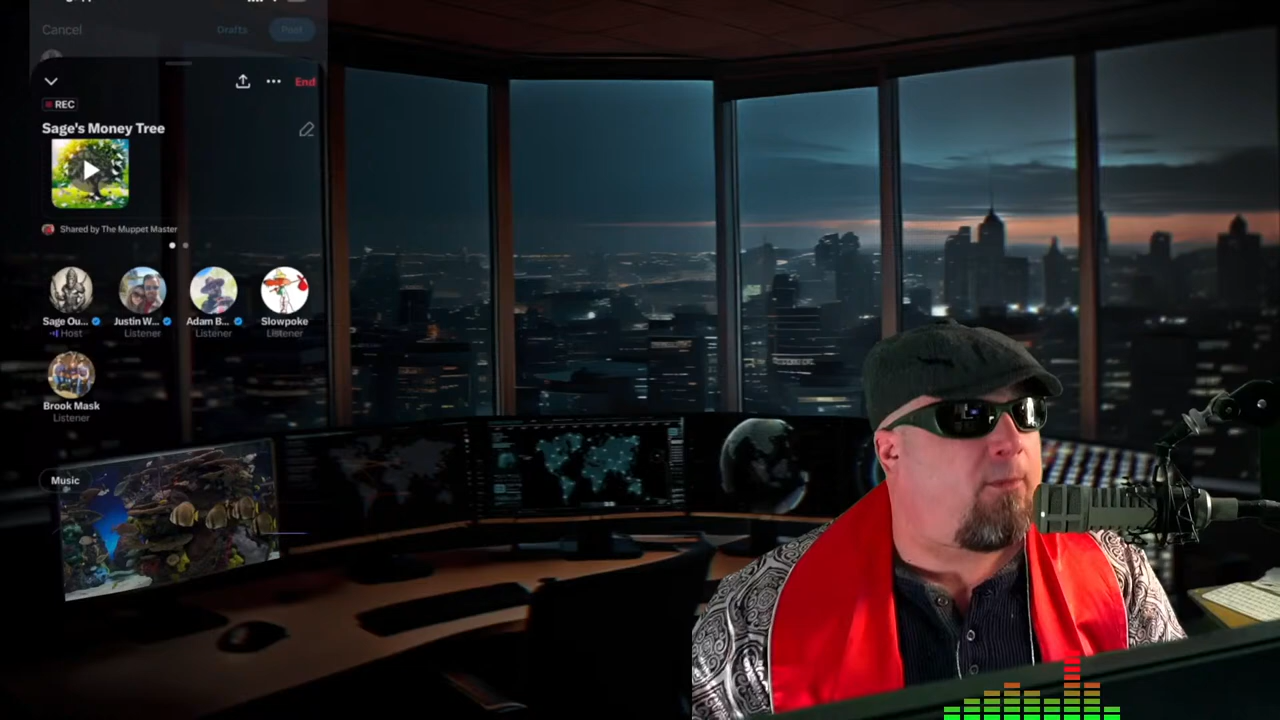 Cancel
Drafts
Post
End
REC
Sage's Money Tree
Shared by The Muppet Master
Sage Ou...
Justin W...
Adam B...
Slowpoke
Host
Listener
Listener
Listener
Brook Mask
Listener
Music